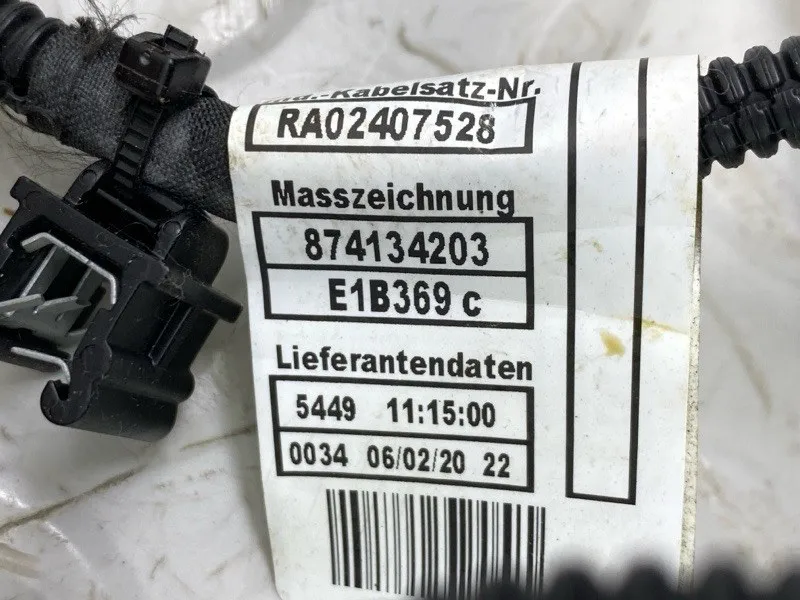 Kabelsatz-Nr.
RA02407528
Masszeichnung
874134203
E1B369 c
Lieferantendaten
5449 11:15:00
0034 06/02/20 22